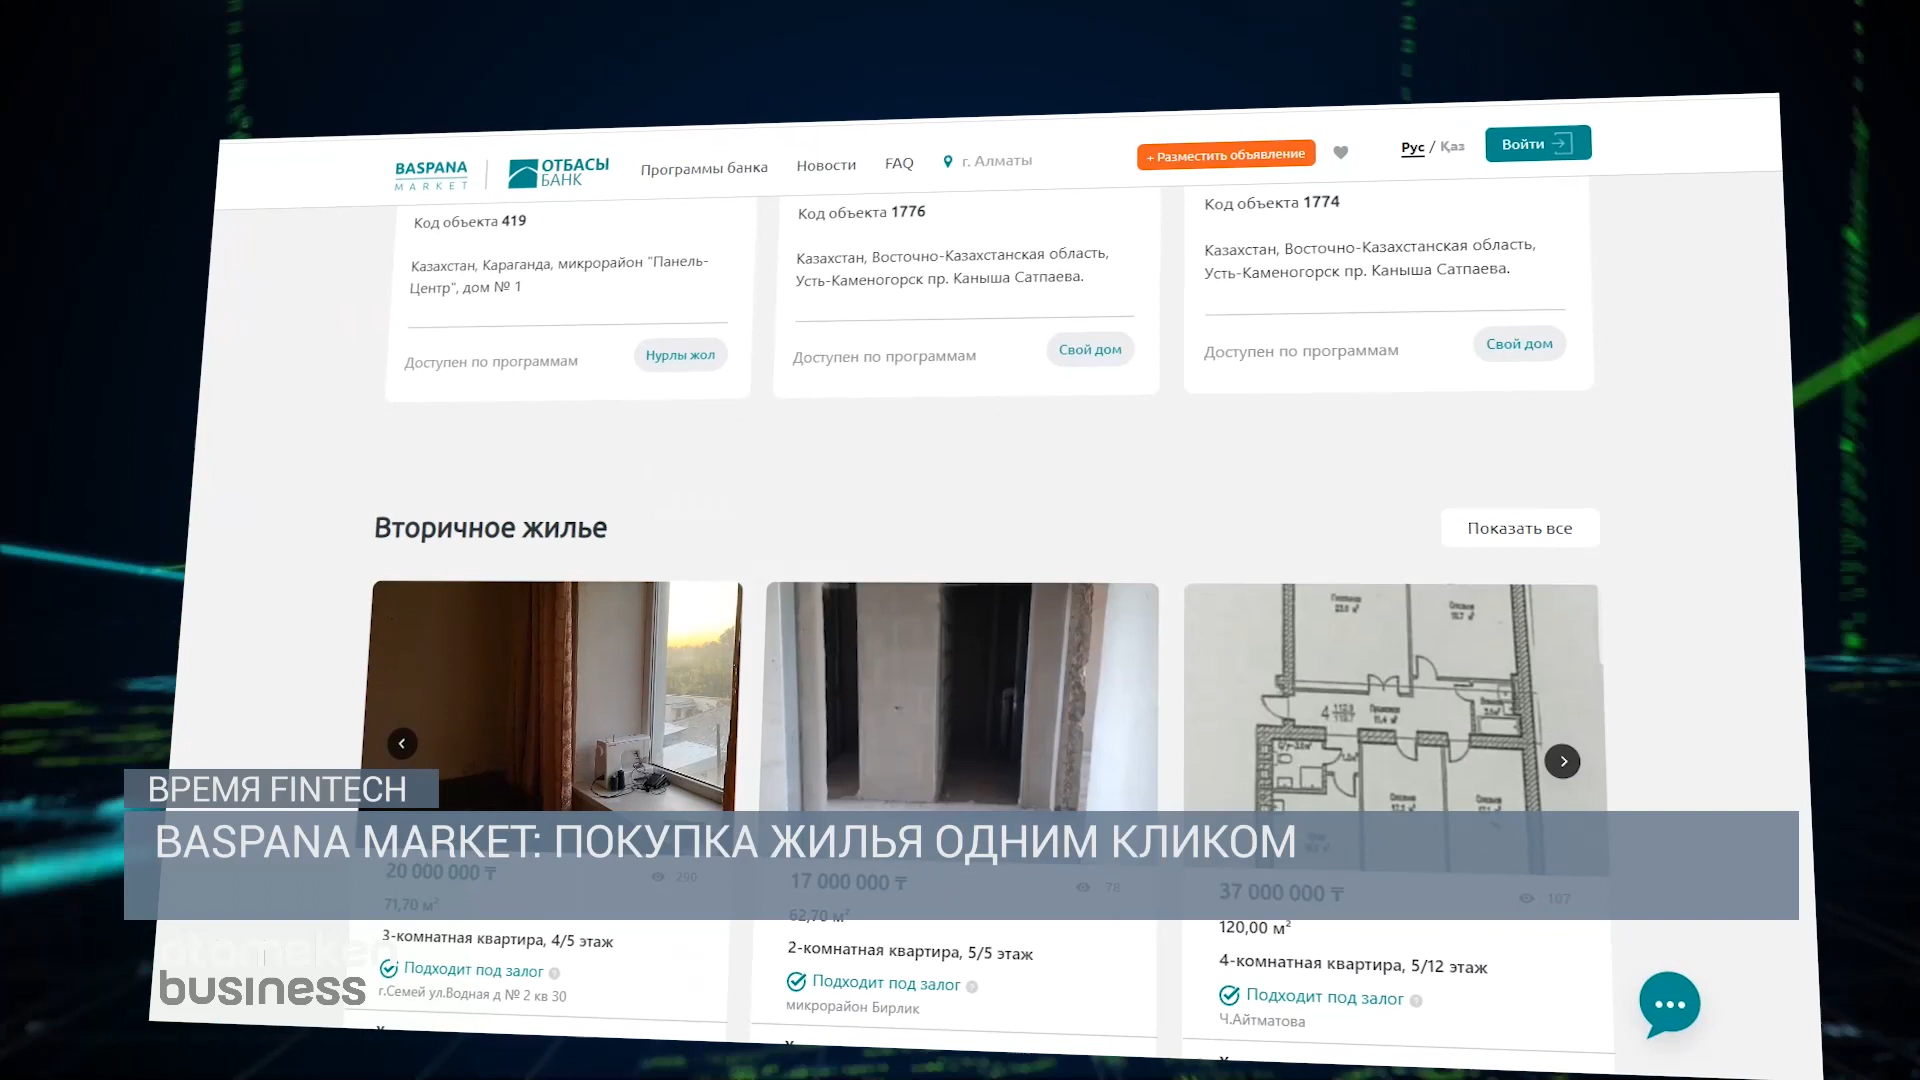 BASPANA
MARKET
ОТБАСЫ
БАНК
Программы банка
Новости
FAQ
г. Алматы
+ Разместить объявление
Рус / Қаз
Войти
Код объекта 419
Казахстан, Караганда, микрорайон "Панель-
Центр", дом № 1
Доступен по программам
Нурлы жол
Код объекта 1776
Казахстан, Восточно-Казахстанская область,
Усть-Каменогорск пр. Каныша Сатпаева.
Доступен по программам
Свой дом
Код объекта 1774
Казахстан, Восточно-Казахстанская область,
Усть-Каменогорск пр. Каныша Сатпаева.
Доступен по программам
Свой дом
Вторичное жилье
Показать все
ВРЕМЯ FINTECH
BASPANA MARKET: ПОКУПКА ЖИЛЬЯ ОДНИМ КЛИКОМ
20 000 000 ₸
290
71,70 м²
3-комнатная квартира, 4/5 этаж
Подходит под залог
г.Семей ул.Водная д № 2 кв 30
17 000 000 ₸
78
62,70 м²
2-комнатная квартира, 5/5 этаж
Подходит под залог
микрорайон Бирлик
37 000 000 ₸
107
120,00 м²
4-комнатная квартира, 5/12 этаж
Подходит под залог
Ч.Айтматова
atameken
business